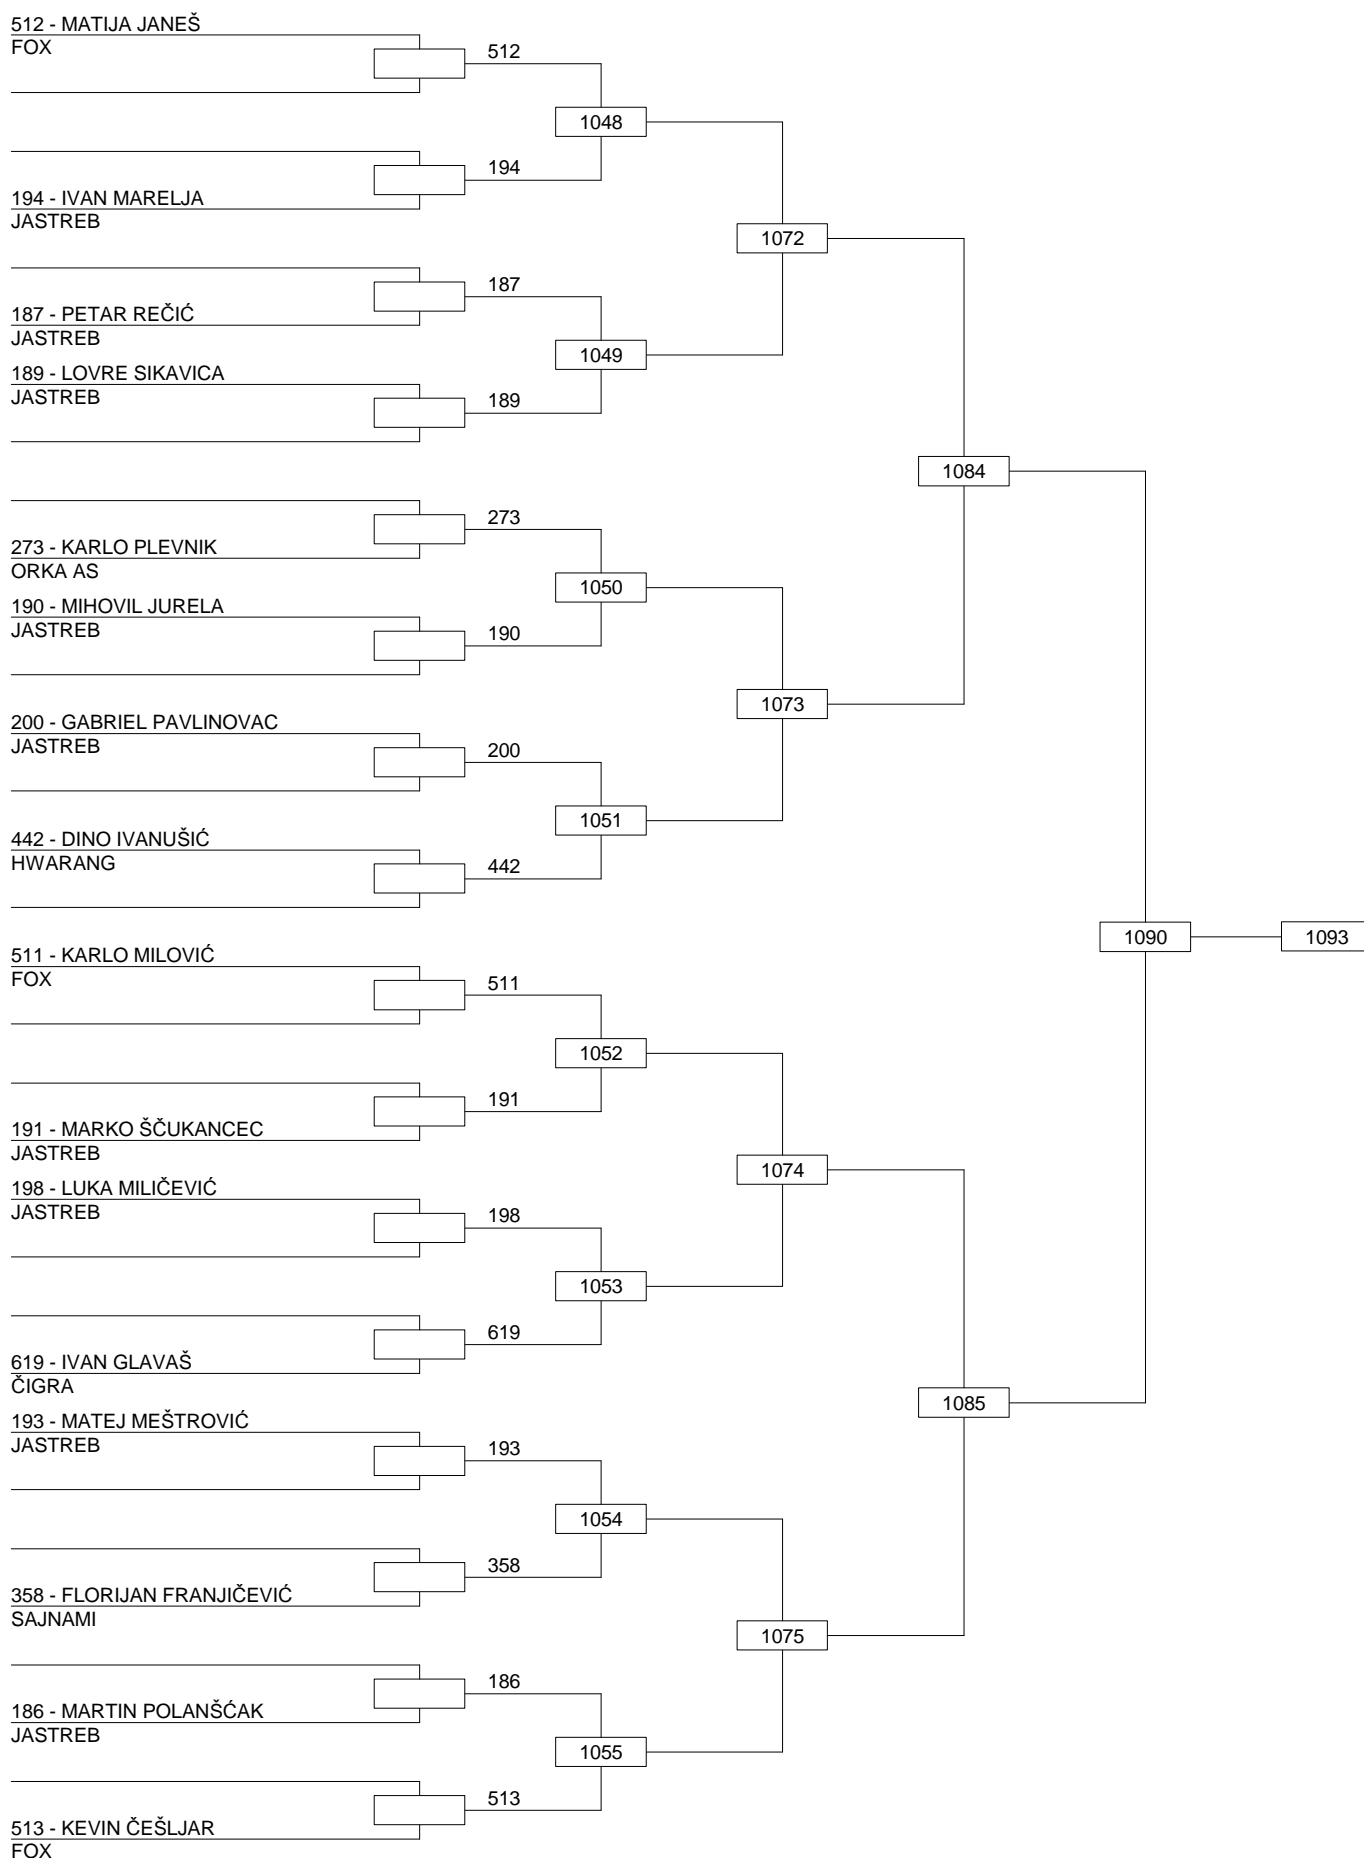 512 - MATIJA JANEŠ
FOX
512
1048
194
194 - IVAN MARELJA
JASTREB
1072
187
187 - PETAR REČIĆ
JASTREB
1049
189 - LOVRE SIKAVICA
JASTREB
189
1084
273
273 - KARLO PLEVNIK
ORKA AS
1050
190 - MIHOVIL JURELA
JASTREB
190
1073
200 - GABRIEL PAVLINOVAC
JASTREB
200
1051
442 - DINO IVANUŠIĆ
HWARANG
442
1090
1093
511 - KARLO MILOVIĆ
FOX
511
1052
191
191 - MARKO ŠČUKANCEC
JASTREB
1074
198 - LUKA MILIČEVIĆ
JASTREB
198
1053
619
619 - IVAN GLAVAŠ
ČIGRA
1085
193 - MATEJ MEŠTROVIĆ
JASTREB
193
1054
358
358 - FLORIJAN FRANJIČEVIĆ
SAJNAMI
1075
186
186 - MARTIN POLANŠĆAK
JASTREB
1055
513
513 - KEVIN ČEŠLJAR
FOX